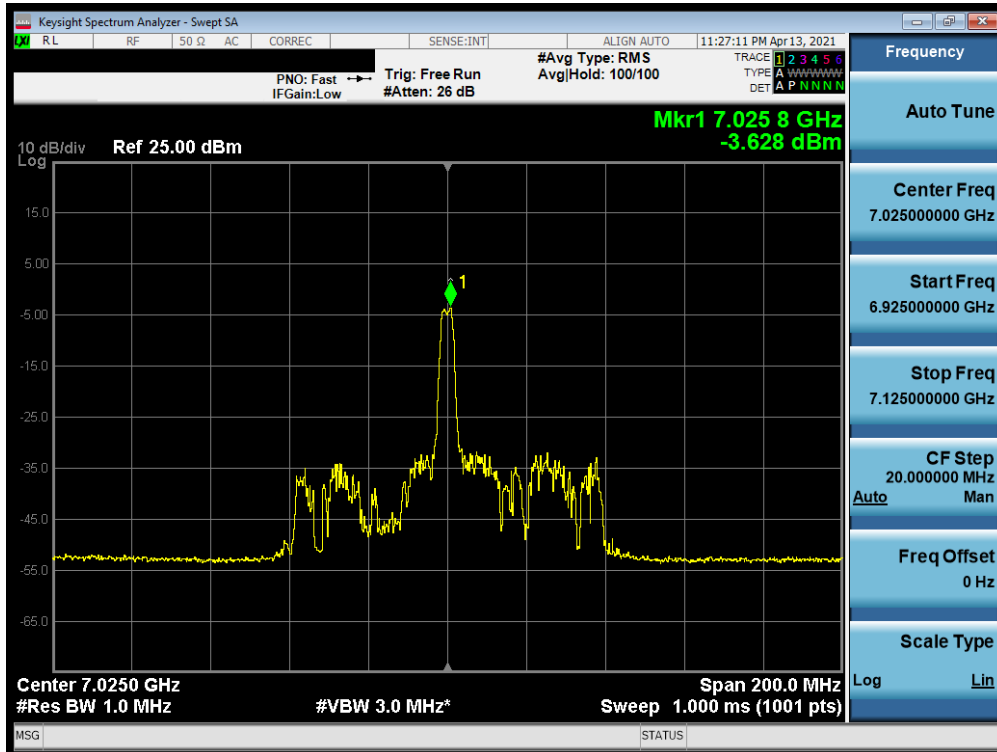 Keysight Spectrum Analyzer - Swept SA
LXI RL RF 50 Ω AC CORREC SENSE:INT ALIGN AUTO 11:27:11 PM Apr 13, 2021
PNO: Fast
IFGain:Low
Trig: Free Run
#Atten: 26 dB
#Avg Type: RMS
Avg|Hold: 100/100
TRACE 1 2 3 4 5 6
TYPE A WWWWW
DET A P N N N N
Mkr1 7.025 8 GHz
-3.628 dBm
10 dB/div Ref 25.00 dBm
Log
15.0
5.00
-5.00
-15.0
-25.0
-35.0
-45.0
-55.0
-65.0
1
Center 7.0250 GHz Span 200.0 MHz
#Res BW 1.0 MHz #VBW 3.0 MHz* Sweep 1.000 ms (1001 pts)
MSG STATUS
Frequency
Auto Tune
Center Freq
7.025000000 GHz
Start Freq
6.925000000 GHz
Stop Freq
7.125000000 GHz
CF Step
20.000000 MHz
Auto Man
Freq Offset
0 Hz
Scale Type
Log Lin